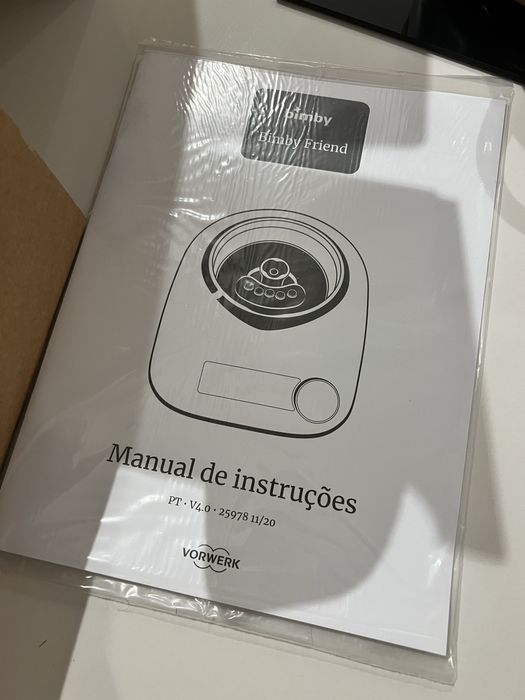 bimby
Bimby Friend
Manual de instruções
PT • V4.0 • 25978 11/20
VORWERK